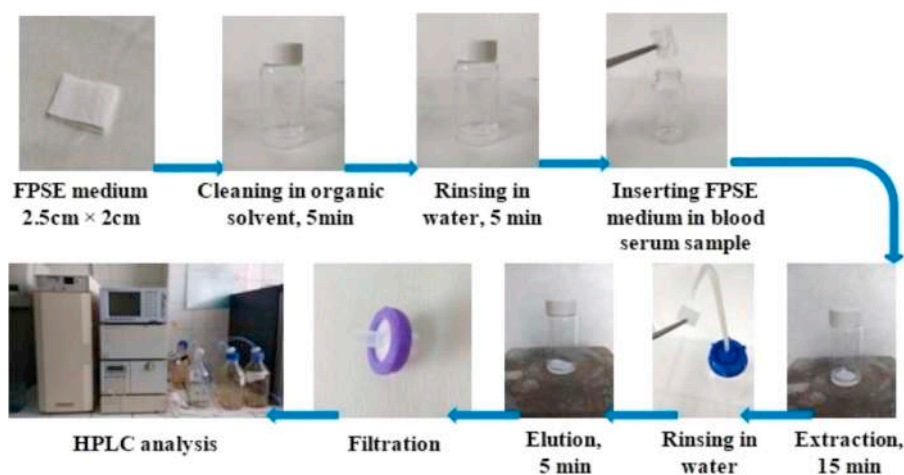 FPSE medium
2.5cm × 2cm
Cleaning in organic
solvent, 5min
Rinsing in
water, 5 min
Inserting FPSE
medium in blood
serum sample
Extraction,
15 min
Rinsing in
water
Elution,
5 min
Filtration
HPLC analysis